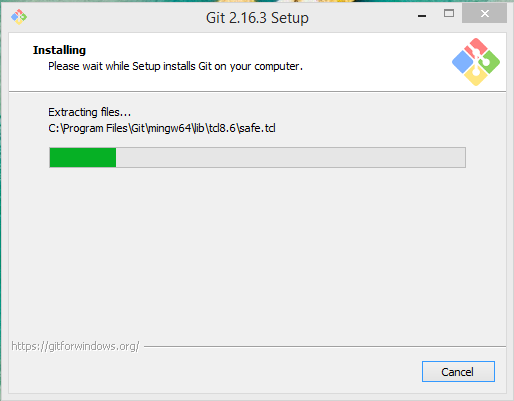 Git 2.16.3 Setup
Installing
Please wait while Setup installs Git on your computer.
Extracting files...
C:\Program Files\Git\mingw64\lib\tcl8.6\safe.tcl
https://gitforwindows.org/
Cancel